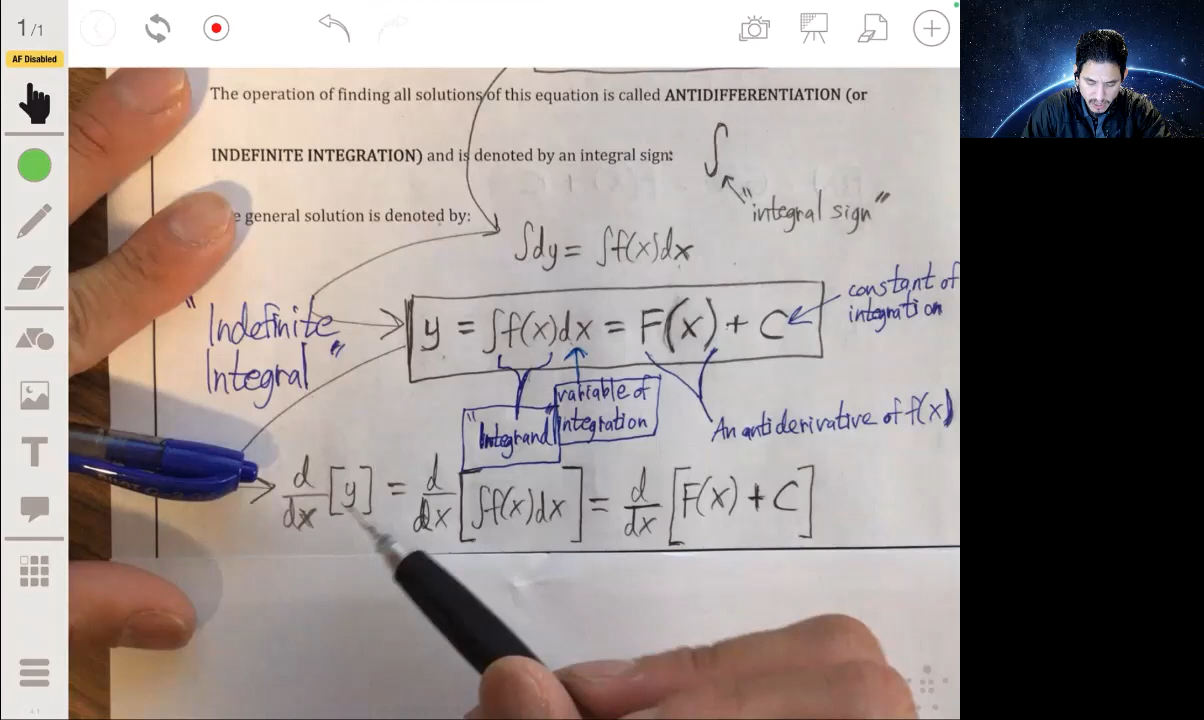 1/1
AF Disabled
The operation of finding all solutions of this equation is called ANTIDIFFERENTIATION (or
INDEFINITE INTEGRATION) and is denoted by an integral sign: ∫
"integral sign"
e general solution is denoted by:
∫dy = ∫f(x)dx
"Indefinite Integral"
y = ∫f(x)dx = F(x) + C
constant of
integration
"Integrand"
variable of
integration
An antiderivative of f(x)
d/dx [y] = d/dx [∫f(x)dx] = d/dx [F(x) + C]
T